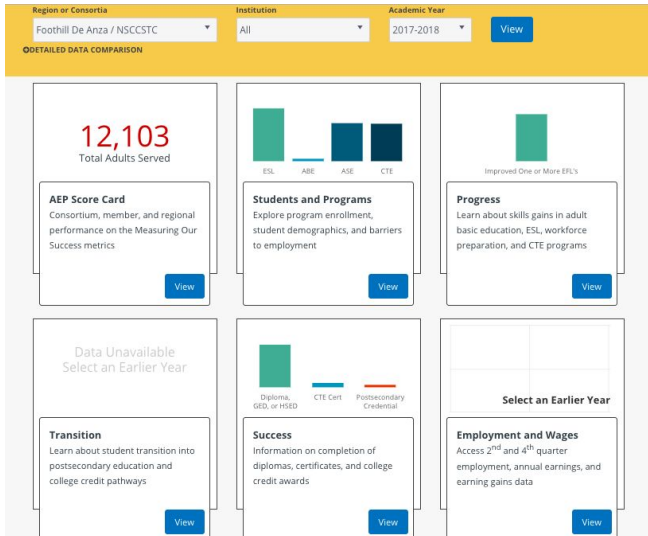 Region or Consortia
Institution
Academic Year
Foothill De Anza / NSCCSTC
All
2017-2018
View
DETAILED DATA COMPARISON
12,103
Total Adults Served
ESL
ABE
ASE
CTE
Improved One or More EFL's
AEP Score Card
Consortium, member, and regional
performance on the Measuring Our
Success metrics
View
Students and Programs
Explore program enrollment,
student demographics, and barriers
to employment
View
Progress
Learn about skills gains in adult
basic education, ESL, workforce
preparation, and CTE programs
View
Data Unavailable
Select an Earlier Year
Diploma,
GED, or HSED
CTE Cert
Postsecondary
Credential
Select an Earlier Year
Transition
Learn about student transition into
postsecondary education and
college credit pathways
View
Success
Information on completion of
diplomas, certificates, and college
credit awards
View
Employment and Wages
Access 2nd and 4th quarter
employment, annual earnings, and
earning gains data
View